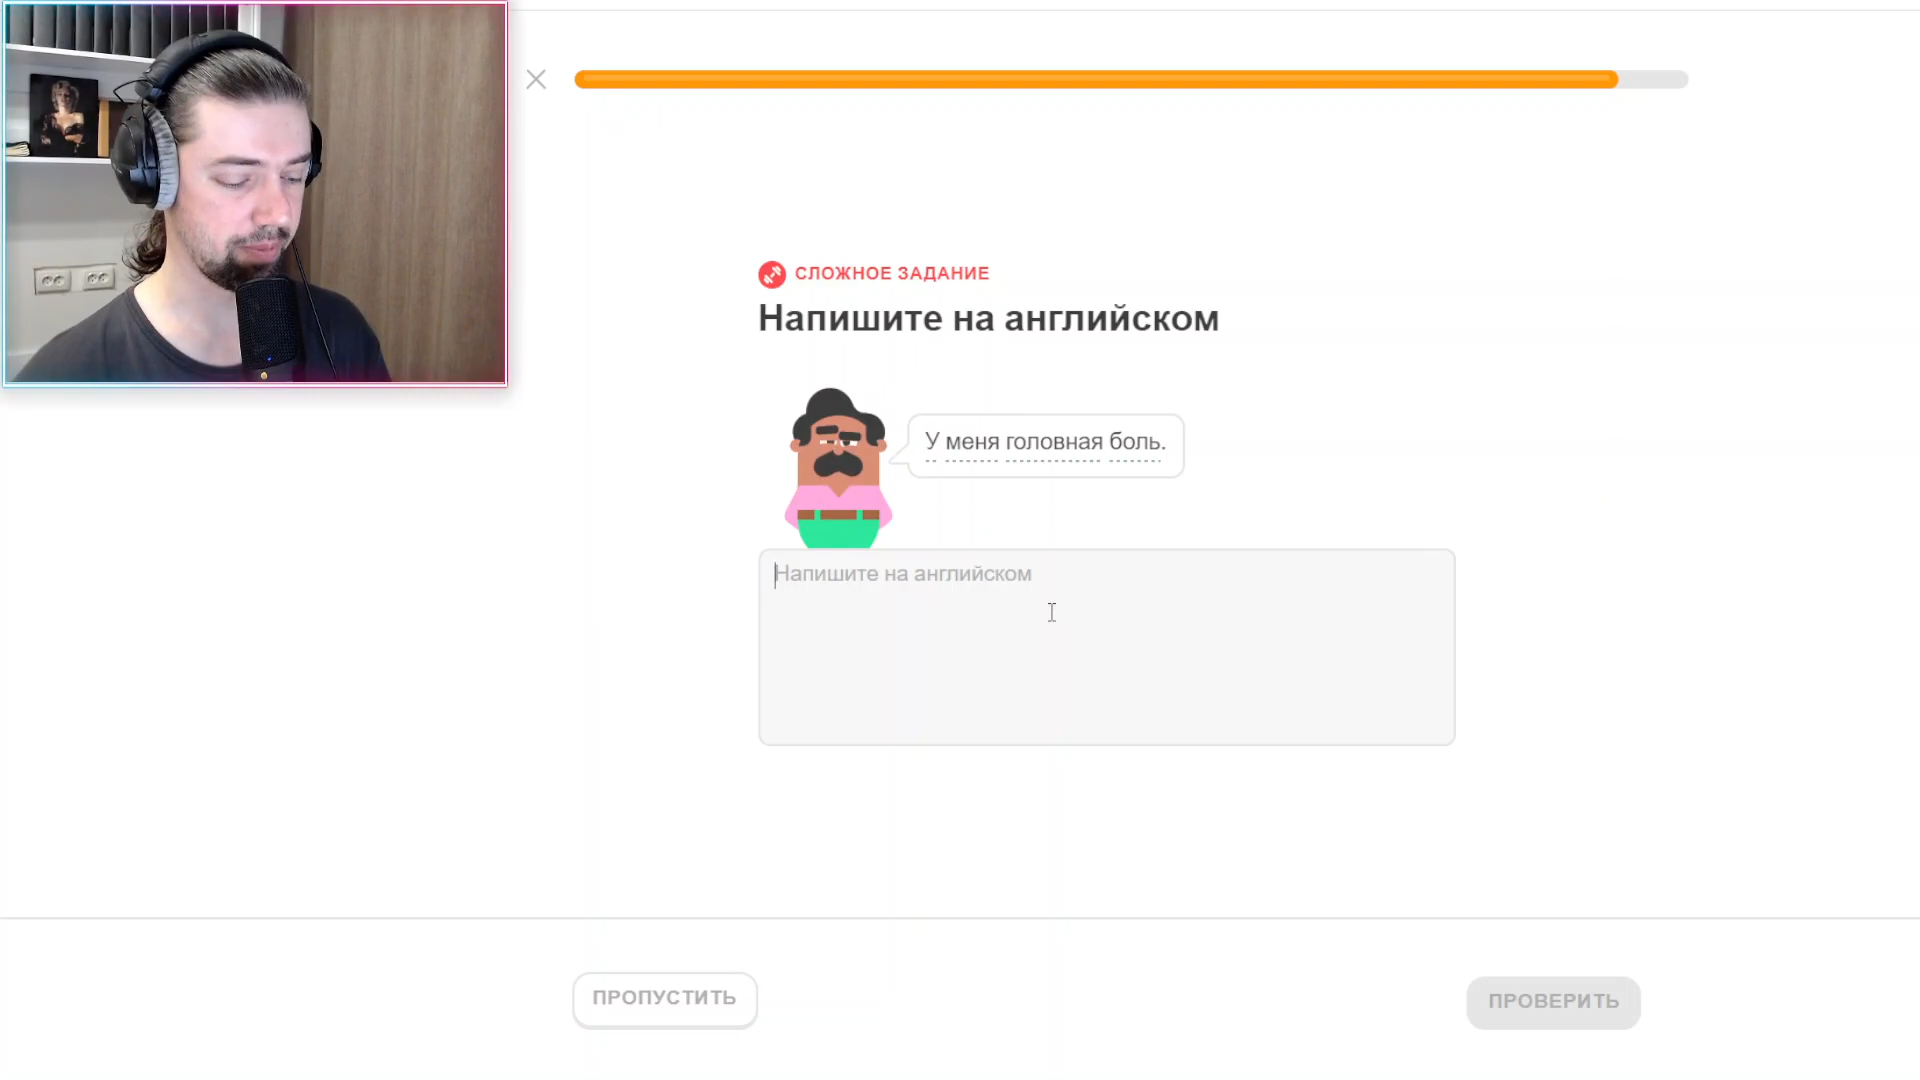 СЛОЖНОЕ ЗАДАНИЕ
Напишите на английском
У меня головная боль.
Напишите на английском
ПРОПУСТИТЬ
ПРОВЕРИТЬ